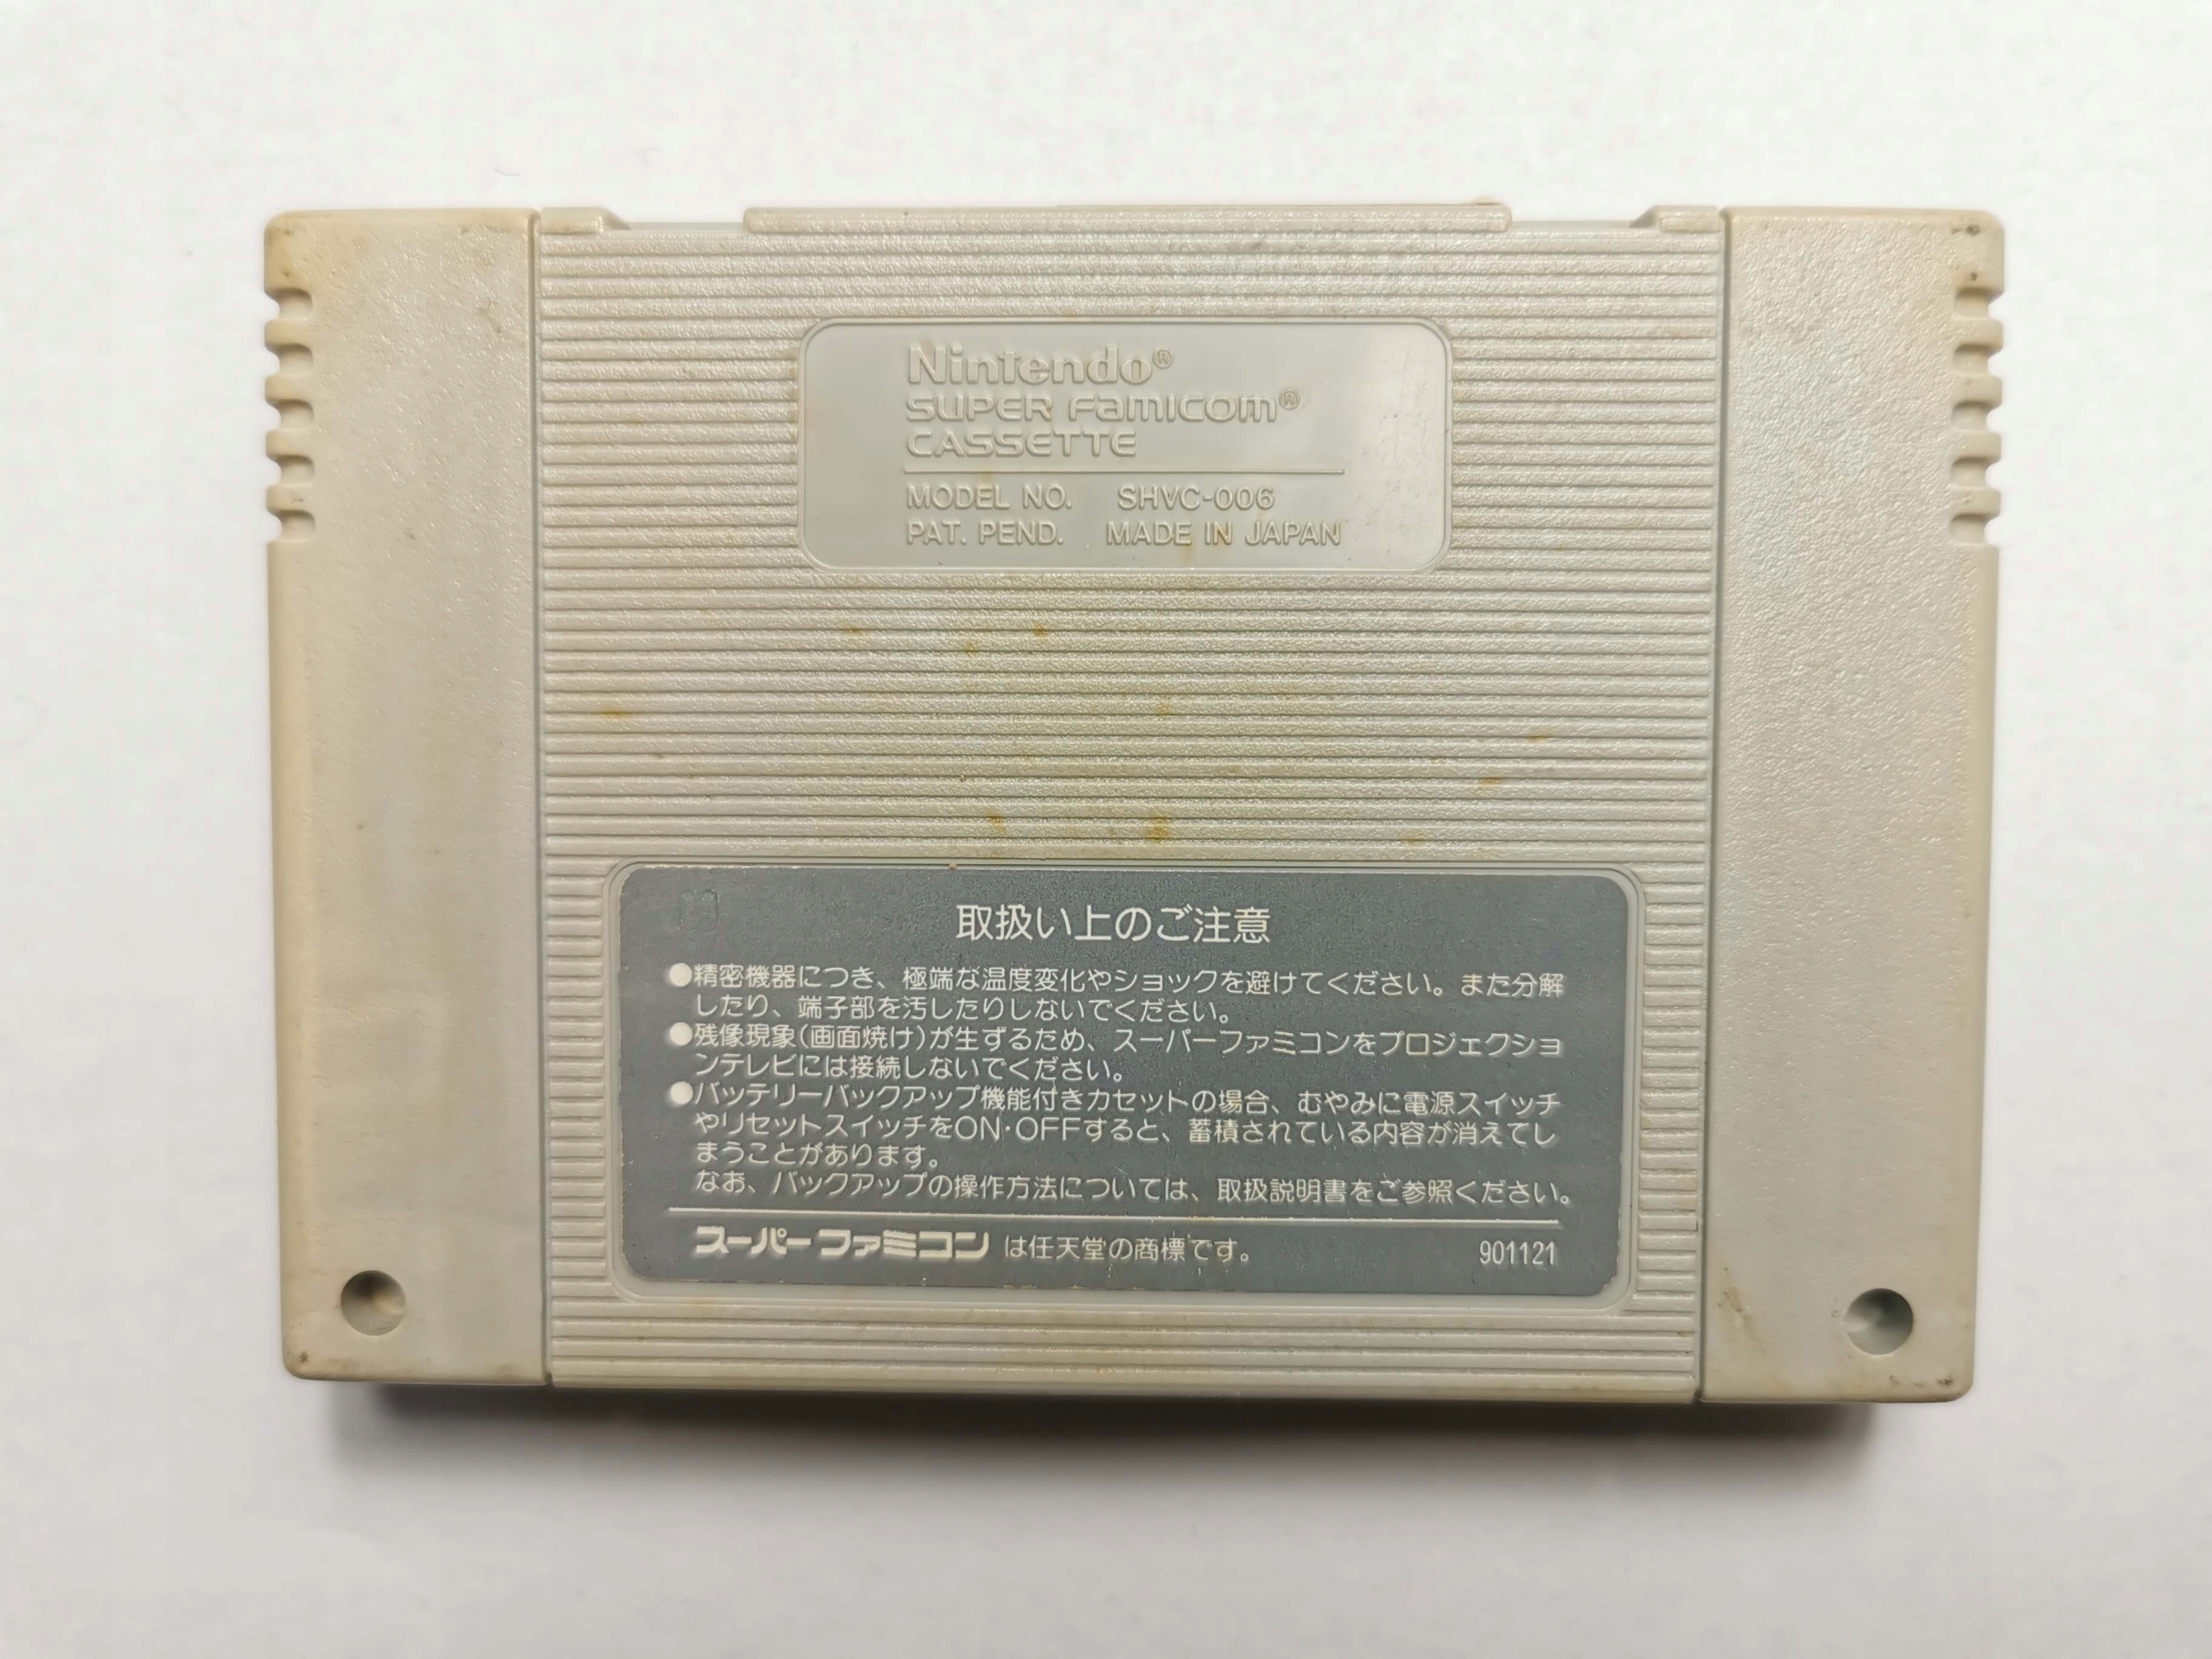 Nintendo®
SUPER FAMICOM®
CASSETTE
MODEL NO. SHVC-006
PAT. PEND. MADE IN JAPAN
取扱い上のご注意
●精密機器につき、極端な温度変化やショックを避けてください。また分解
したり、端子部を汚したりしないでください。
●残像現象(画面焼け)が生ずるため、スーパーファミコンをプロジェクショ
ンテレビには接続しないでください。
●バッテリーバックアップ機能付きカセットの場合、むやみに電源スイッチ
やリセットスイッチをON・OFFすると、蓄積されている内容が消えてし
まうことがあります。
なお、バックアップの操作方法については、取扱説明書をご参照ください。
スーパーファミコン は任天堂の商標です。 901121